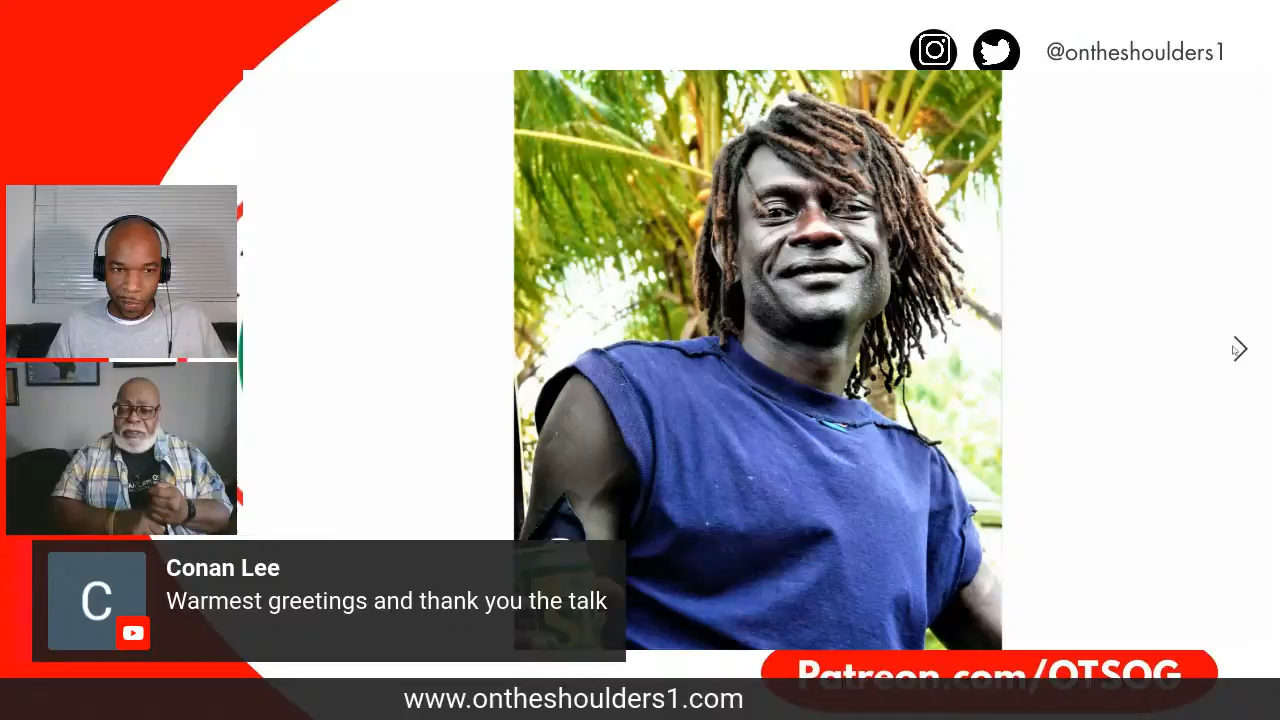 @ontheshoulders1
C
Conan Lee
Warmest greetings and thank you the talk
Patreon.com/OTSOG
www.ontheshoulders1.com